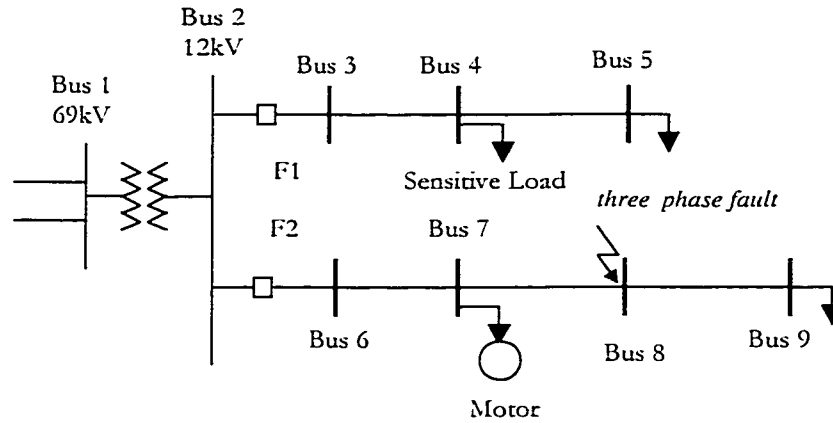 Bus 2
12kV
Bus 1
69kV
Bus 3
Bus 4
Bus 5
F1
Sensitive Load
three phase fault
F2
Bus 7
Bus 6
Bus 8
Bus 9
Motor